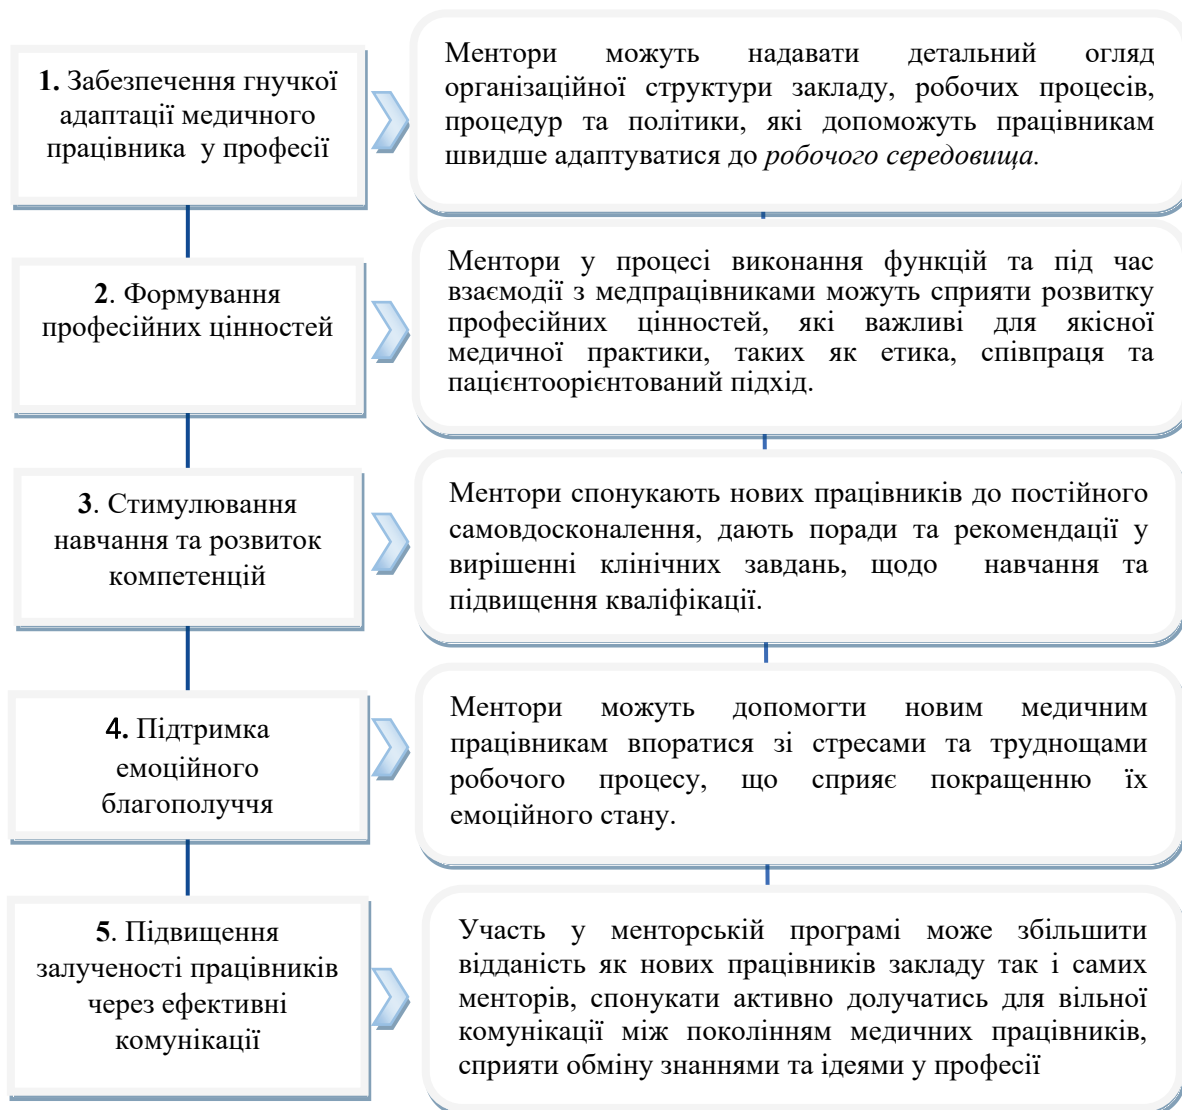 1. Забезпечення гнучкої
адаптації медичного
працівника у професії
Ментори можуть надавати детальний огляд
організаційної структури закладу, робочих процесів,
процедур та політики, які допоможуть працівникам
швидше адаптуватися до робочого середовища.
2. Формування
професійних цінностей
Ментори у процесі виконання функцій та під час
взаємодії з медпрацівниками можуть сприяти розвитку
професійних цінностей, які важливі для якісної
медичної практики, таких як етика, співпраця та
пацієнтоорієнтований підхід.
3. Стимулювання
навчання та розвиток
компетенцій
Ментори спонукають нових працівників до постійного
самовдосконалення, дають поради та рекомендації у
вирішенні клінічних завдань, щодо навчання та
підвищення кваліфікації.
4. Підтримка
емоційного
благополуччя
Ментори можуть допомогти новим медичним
працівникам впоратися зі стресами та труднощами
робочого процесу, що сприяє покращенню їх
емоційного стану.
5. Підвищення
залученості працівників
через ефективні
комунікації
Участь у менторській програмі може збільшити
відданість як нових працівників закладу так і самих
менторів, спонукати активно долучатись для вільної
комунікації між поколінням медичних працівників,
сприяти обміну знаннями та ідеями у професії